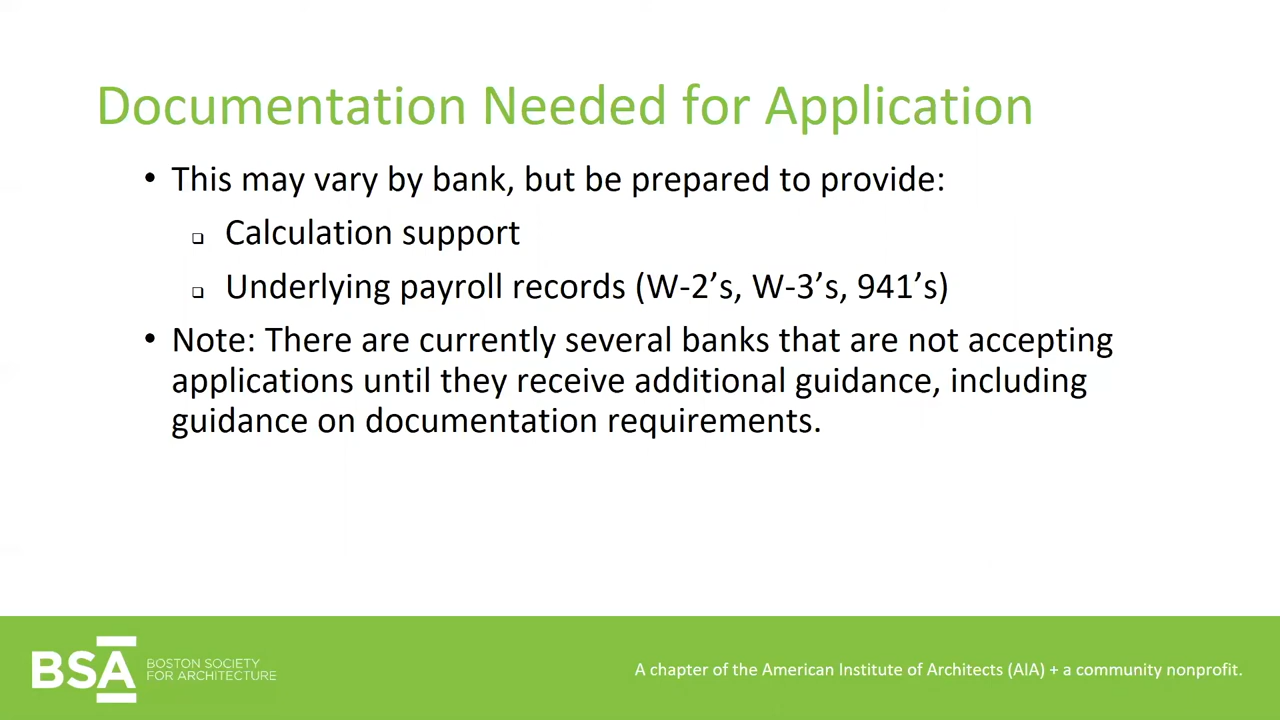 Documentation Needed for Application
• This may vary by bank, but be prepared to provide:
❑ Calculation support
❑ Underlying payroll records (W-2’s, W-3’s, 941’s)
• Note: There are currently several banks that are not accepting
applications until they receive additional guidance, including
guidance on documentation requirements.
BSA
BOSTON SOCIETY
FOR ARCHITECTURE
A chapter of the American Institute of Architects (AIA) + a community nonprofit.